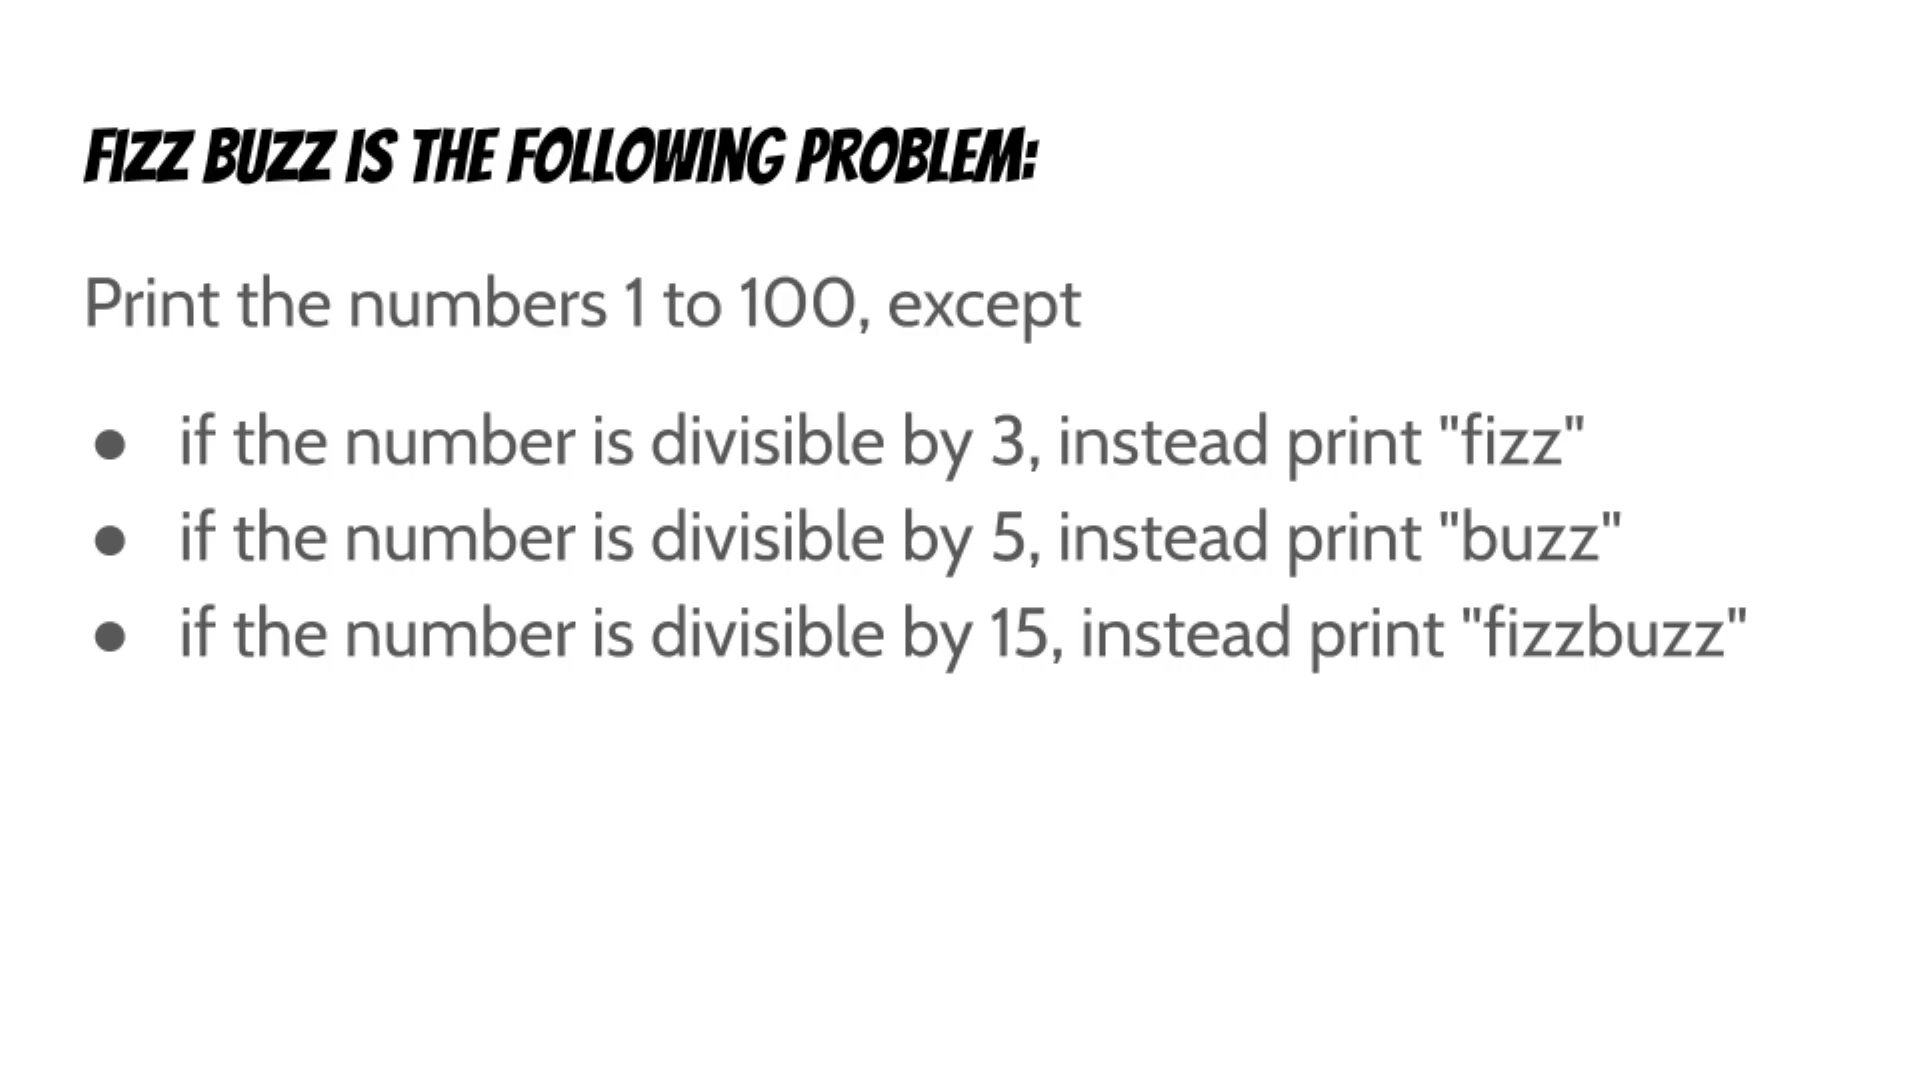 FIZZ BUZZ IS THE FOLLOWING PROBLEM:
Print the numbers 1 to 100, except
● if the number is divisible by 3, instead print "fizz"
● if the number is divisible by 5, instead print "buzz"
● if the number is divisible by 15, instead print "fizzbuzz"